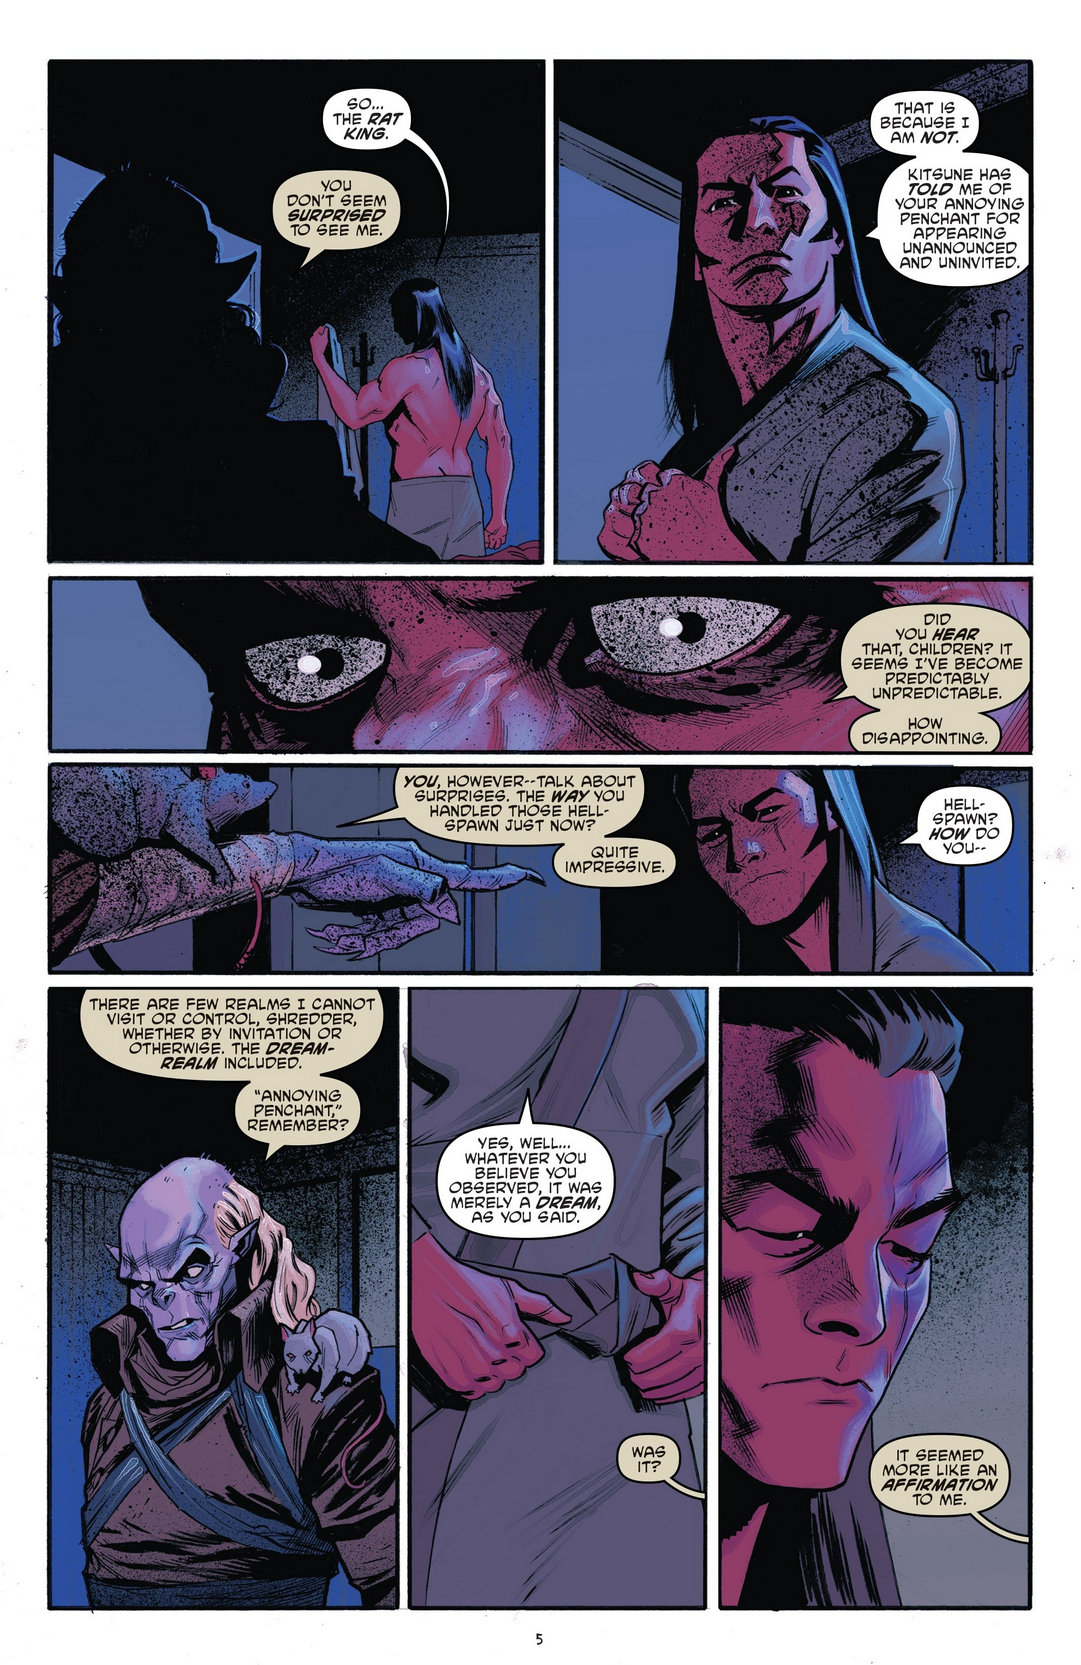 SO...
THE RAT
KING.
YOU
DON'T SEEM
SURPRISED
TO SEE ME.
THAT IS
BECAUSE I
AM NOT.
KITSUNE HAS
TOLD ME OF
YOUR ANNOYING
PENCHANT FOR
APPEARING
UNANNOUNCED
AND UNINVITED.
DID
YOU HEAR
THAT, CHILDREN? IT
SEEMS I'VE BECOME
PREDICTABLY
UNPREDICTABLE.
HOW
DISAPPOINTING.
YOU, HOWEVER--TALK ABOUT
SURPRISES. THE WAY YOU
HANDLED THOSE HELL-
SPAWN JUST NOW?
QUITE
IMPRESSIVE.
HELL-
SPAWN?
HOW DO
YOU--
THERE ARE FEW REALMS I CANNOT
VISIT OR CONTROL, SHREDDER,
WHETHER BY INVITATION OR
OTHERWISE. THE DREAM-
REALM INCLUDED.
"ANNOYING
PENCHANT,"
REMEMBER?
YES, WELL...
WHATEVER YOU
BELIEVE YOU
OBSERVED, IT WAS
MERELY A DREAM,
AS YOU SAID.
WAS
IT?
IT SEEMED
MORE LIKE AN
AFFIRMATION
TO ME.
5